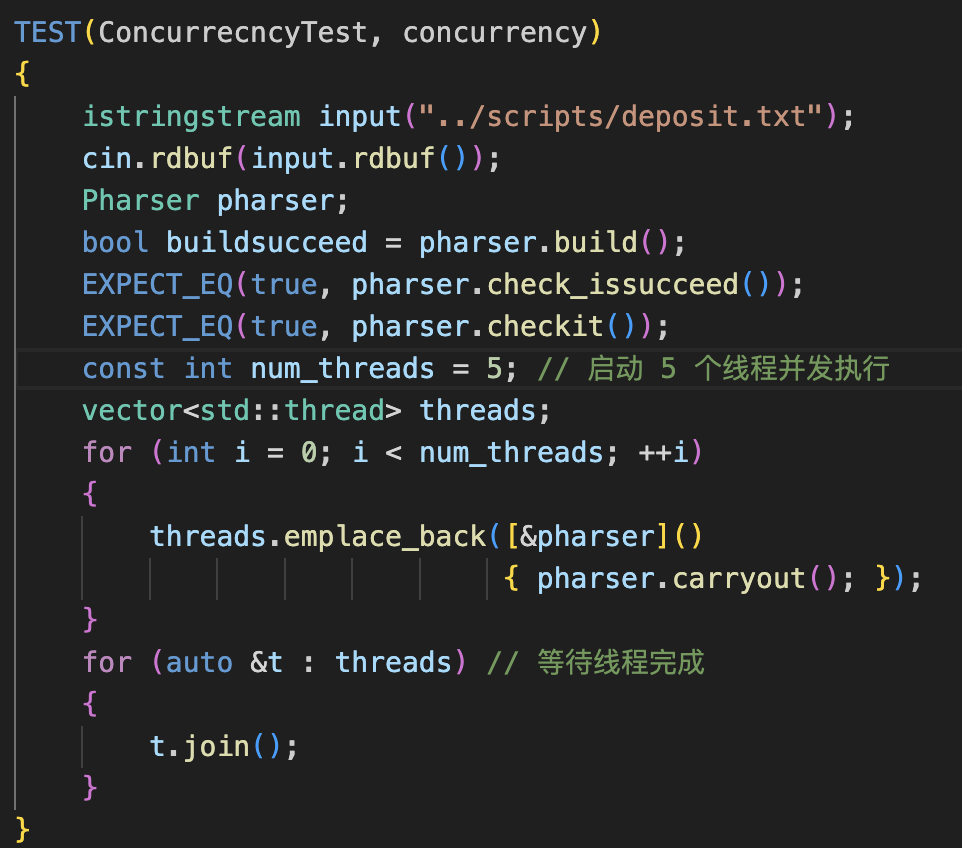 TEST(ConcurrecncyTest, concurrency)
{
    istringstream input("../scripts/deposit.txt");
    cin.rdbuf(input.rdbuf());
    Pharser pharser;
    bool buildsucceed = pharser.build();
    EXPECT_EQ(true, pharser.check_issucceed());
    EXPECT_EQ(true, pharser.checkit());
    const int num_threads = 5; // 启动 5 个线程并发执行
    vector<std::thread> threads;
    for (int i = 0; i < num_threads; ++i)
    {
        threads.emplace_back([&pharser]()
                             { pharser.carryout(); });
    }
    for (auto &t : threads) // 等待线程完成
    {
        t.join();
    }
}